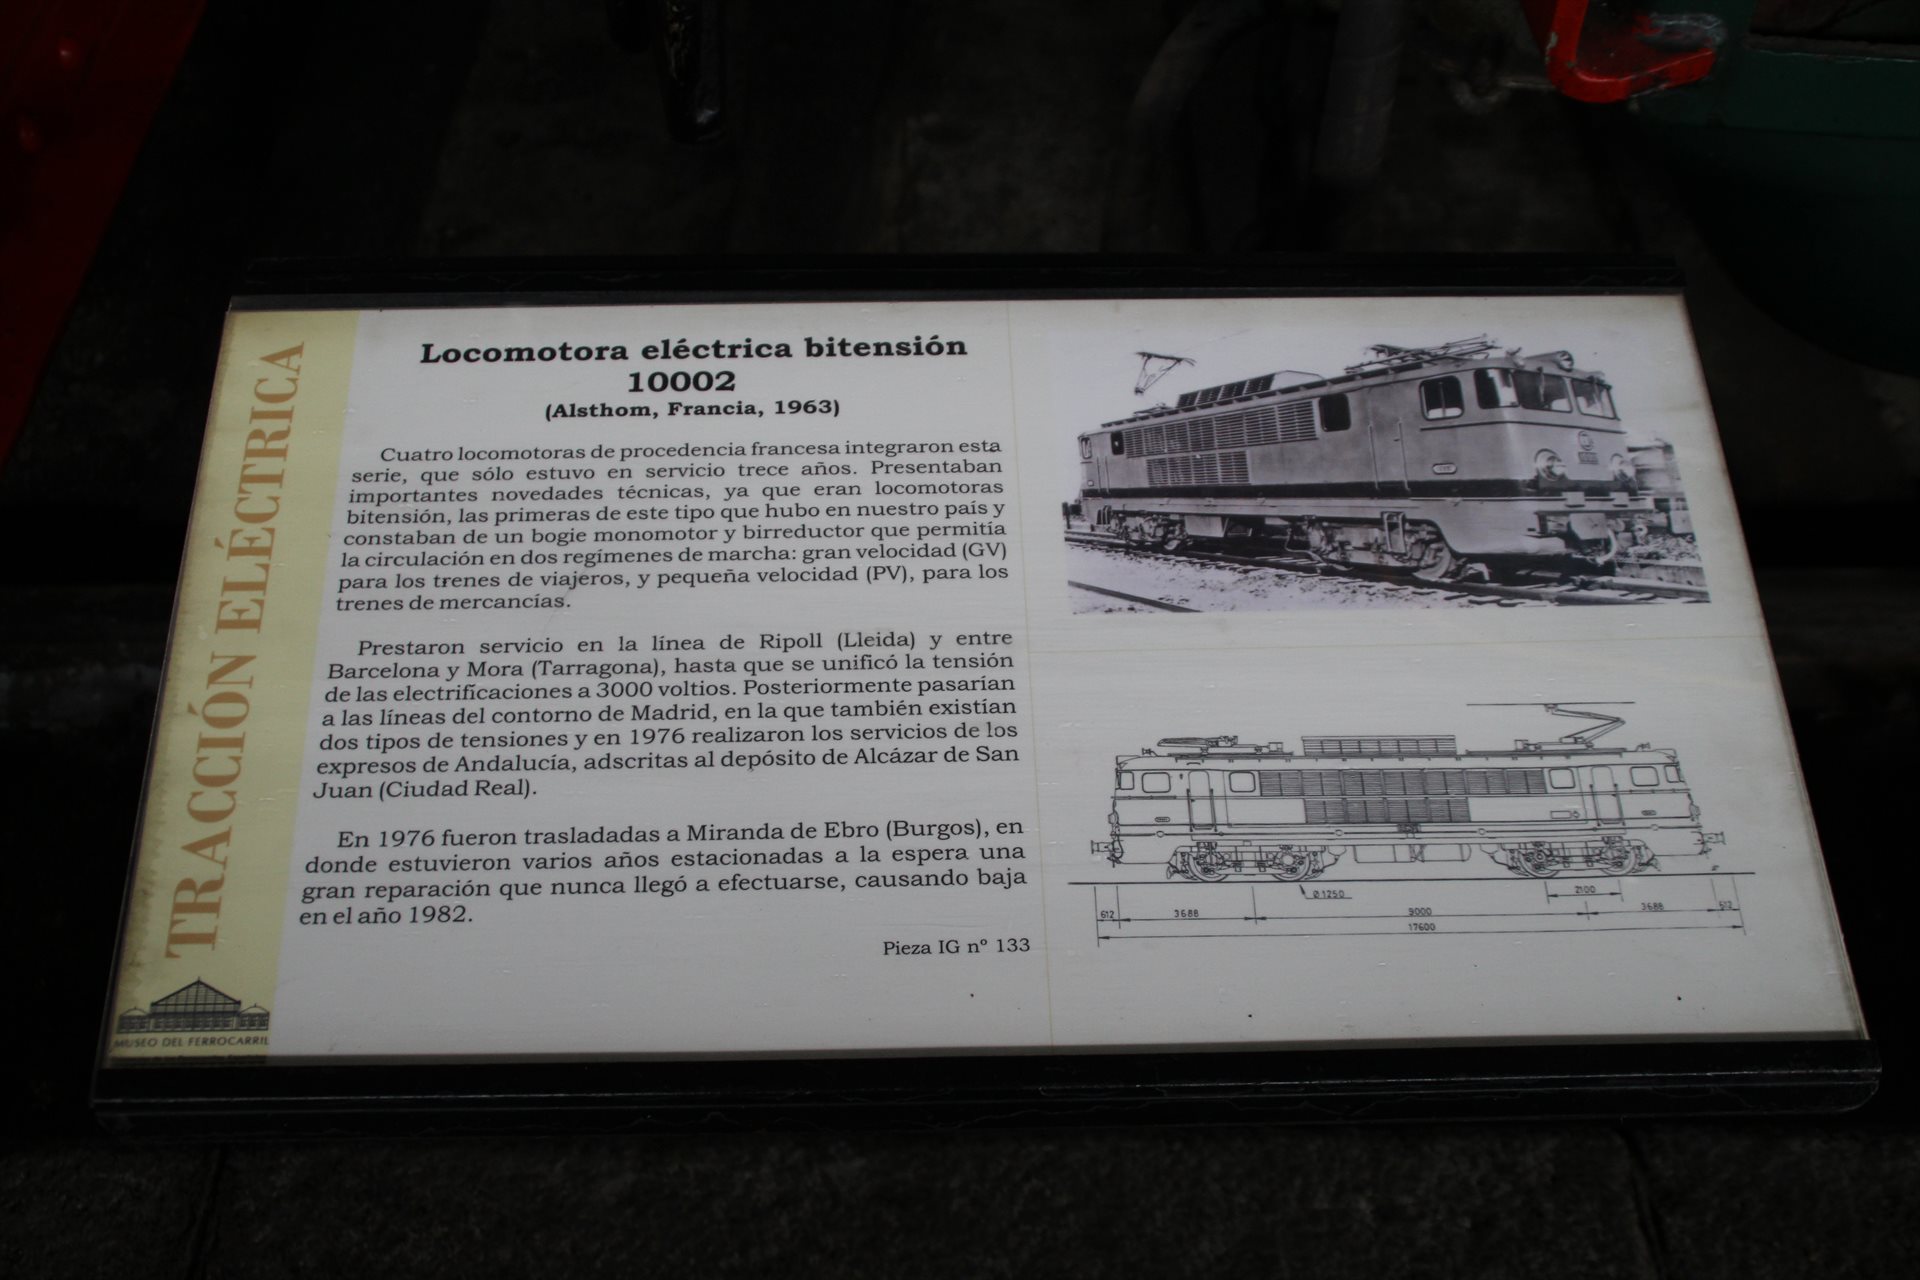 TRACCIÓN ELÉCTRICA
MUSEO DEL FERROCARRIL
Locomotora eléctrica bitensión
10002
(Alsthom, Francia, 1963)
Cuatro locomotoras de procedencia francesa integraron esta
serie, que sólo estuvo en servicio trece años. Presentaban
importantes novedades técnicas, ya que eran locomotoras
bitensión, las primeras de este tipo que hubo en nuestro país y
constaban de un bogie monomotor y birreductor que permitía
la circulación en dos regímenes de marcha: gran velocidad (GV)
para los trenes de viajeros, y pequeña velocidad (PV), para los
trenes de mercancías.
Prestaron servicio en la línea de Ripoll (Lleida) y entre
Barcelona y Mora (Tarragona), hasta que se unificó la tensión
de las electrificaciones a 3000 voltios. Posteriormente pasarían
a las líneas del contorno de Madrid, en la que también existían
dos tipos de tensiones y en 1976 realizaron los servicios de los
expresos de Andalucía, adscritas al depósito de Alcázar de San
Juan (Ciudad Real).
En 1976 fueron trasladadas a Miranda de Ebro (Burgos), en
donde estuvieron varios años estacionadas a la espera una
gran reparación que nunca llegó a efectuarse, causando baja
en el año 1982.
Pieza IG nº 133
Ø 1250
2100
612 3688 9000 3688 612
17600